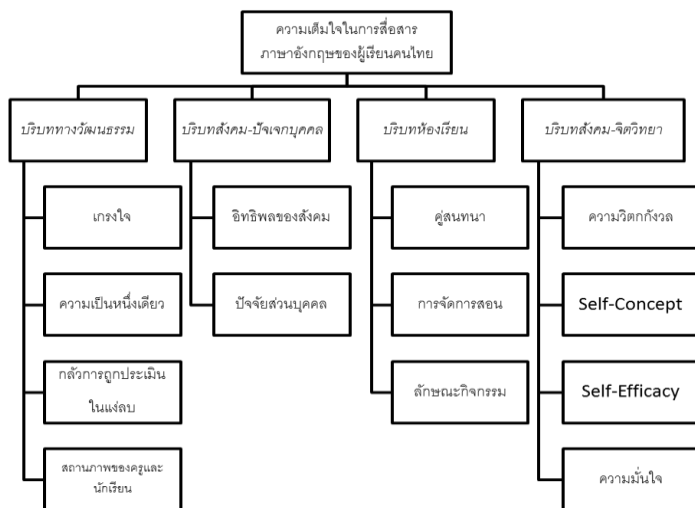 ความเต็มใจในการสื่อสาร
ภาษาอังกฤษของผู้เรียนคนไทย
บริบททางวัฒนธรรม
บริบทสังคม-ปัจเจกบุคคล
บริบทห้องเรียน
บริบทสังคม-จิตวิทยา
เกรงใจ
อิทธิพลของสังคม
คู่สนทนา
ความวิตกกังวล
ความเป็นหนึ่งเดียว
ปัจจัยส่วนบุคคล
การจัดการสอน
Self-Concept
กลัวการถูกประเมิน
ในแง่ลบ
ลักษณะกิจกรรม
Self-Efficacy
สถานภาพของครูและ
นักเรียน
ความมั่นใจ